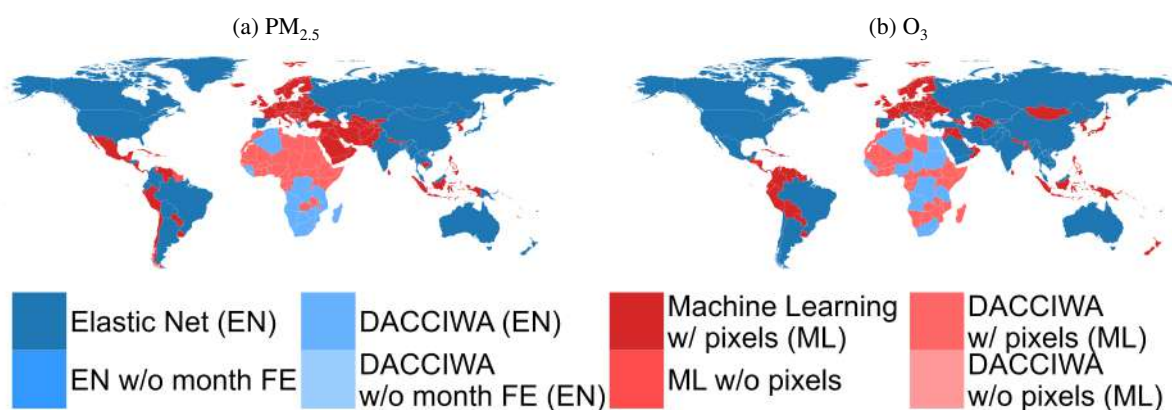 (a) PM2.5
(b) O3
Elastic Net (EN)
EN w/o month FE
DACCIWA (EN)
DACCIWA
w/o month FE (EN)
Machine Learning
w/ pixels (ML)
ML w/o pixels
DACCIWA
w/ pixels (ML)
DACCIWA
w/o pixels (ML)